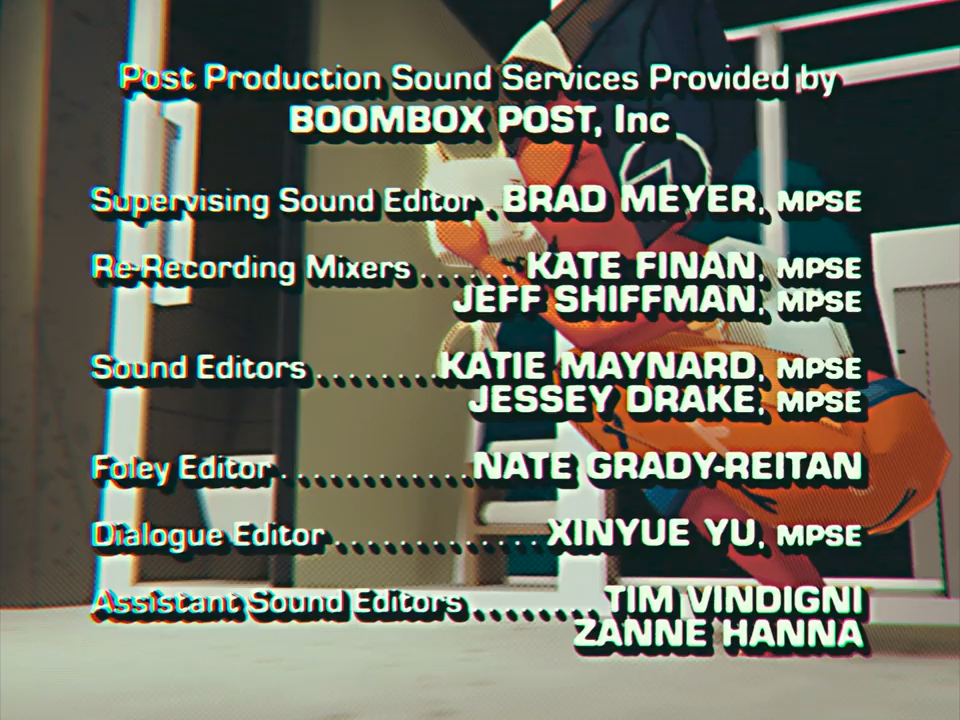 Post Production Sound Services Provided by
BOOMBOX POST, Inc
Supervising Sound Editor . BRAD MEYER, MPSE
Re-Recording Mixers . . . . . . KATE FINAN, MPSE
JEFF SHIFFMAN, MPSE
Sound Editors . . . . . . . . KATIE MAYNARD, MPSE
JESSEY DRAKE, MPSE
Foley Editor . . . . . . . . . . . . NATE GRADY-REITAN
Dialogue Editor . . . . . . . . . . . . . XINYUE YU, MPSE
Assistant Sound Editors . . . . . . . TIM VINDIGNI
ZANNE HANNA